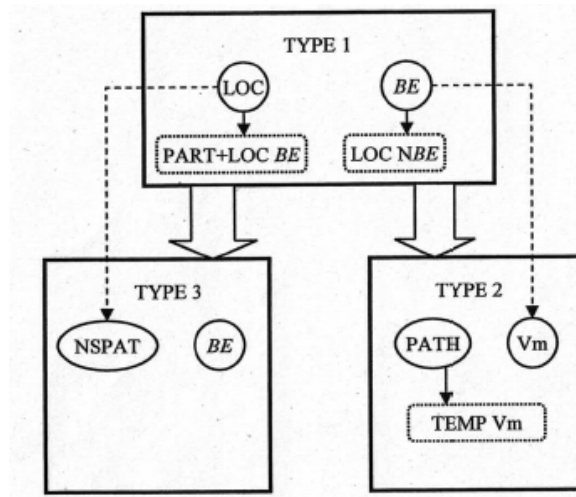 TYPE 1
LOC
BE
PART+LOC BE
LOC NBE
TYPE 3
NSPAT
BE
TYPE 2
PATH
Vm
TEMP Vm